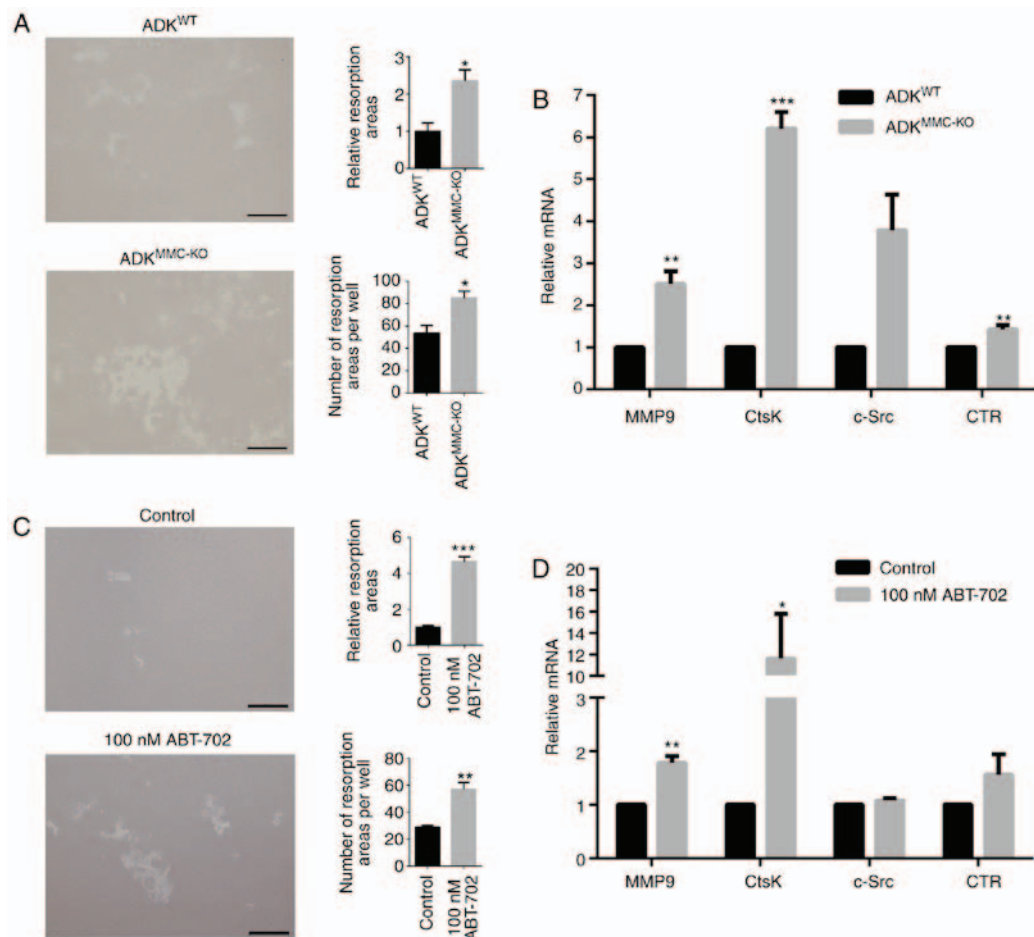 A
ADKWT
Relative resorption areas
3
2
1
0
*
ADKWT
ADKMMC-KO
ADKMMC-KO
Number of resorption areas per well
100
80
60
40
20
0
*
ADKWT
ADKMMC-KO
B
Relative mRNA
7
6
5
4
3
2
1
0
**
***
**
ADKWT
ADKMMC-KO
MMP9
CtsK
c-Src
CTR
C
Control
Relative resorption areas
6
4
2
0
***
Control
100 nM ABT-702
100 nM ABT-702
Number of resorption areas per well
80
60
40
20
0
**
Control
100 nM ABT-702
D
Relative mRNA
20
18
16
14
12
10
3
2
1
0
**
*
Control
100 nM ABT-702
MMP9
CtsK
c-Src
CTR